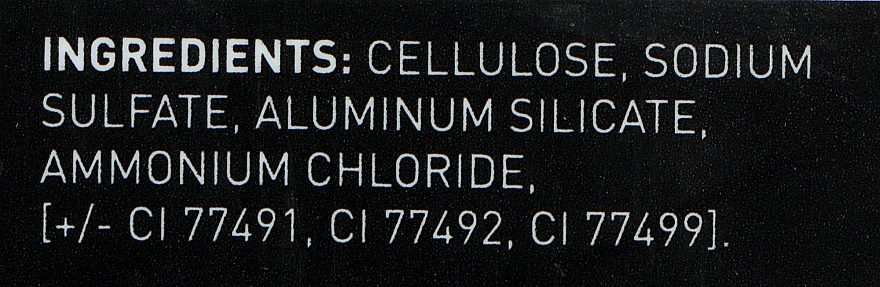 INGREDIENTS: CELLULOSE, SODIUM
SULFATE, ALUMINUM SILICATE,
AMMONIUM CHLORIDE,
[+/- CI 77491, CI 77492, CI 77499].